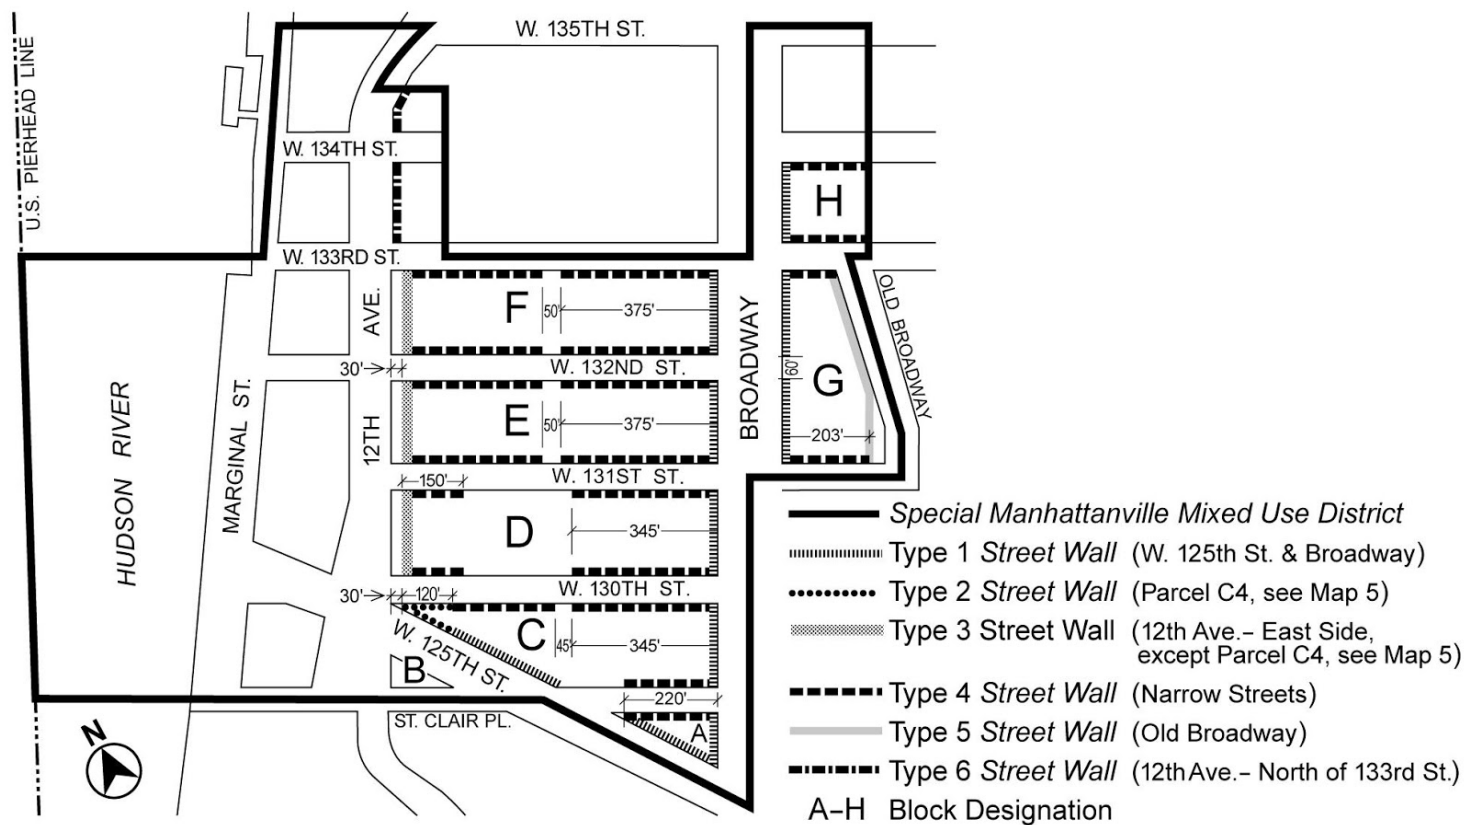 W. 135TH ST.
U.S. PIERHEAD LINE
W. 134TH ST.
H
W. 133RD ST.
AVE.
F
50'
375'
BROADWAY
OLD BROADWAY
30'
W. 132ND ST.
60'
G
HUDSON RIVER
MARGINAL ST.
12TH
E
50'
375'
203'
150'
W. 131ST ST.
D
345'
W. 130TH ST.
30'
120'
C
45'
345'
W. 125TH ST.
B
220'
ST. CLAIR PL.
A
N
Special Manhattanville Mixed Use District
Type 1 Street Wall (W. 125th St. & Broadway)
Type 2 Street Wall (Parcel C4, see Map 5)
Type 3 Street Wall (12th Ave.– East Side,
except Parcel C4, see Map 5)
Type 4 Street Wall (Narrow Streets)
Type 5 Street Wall (Old Broadway)
Type 6 Street Wall (12thAve.– North of 133rd St.)
A–H Block Designation